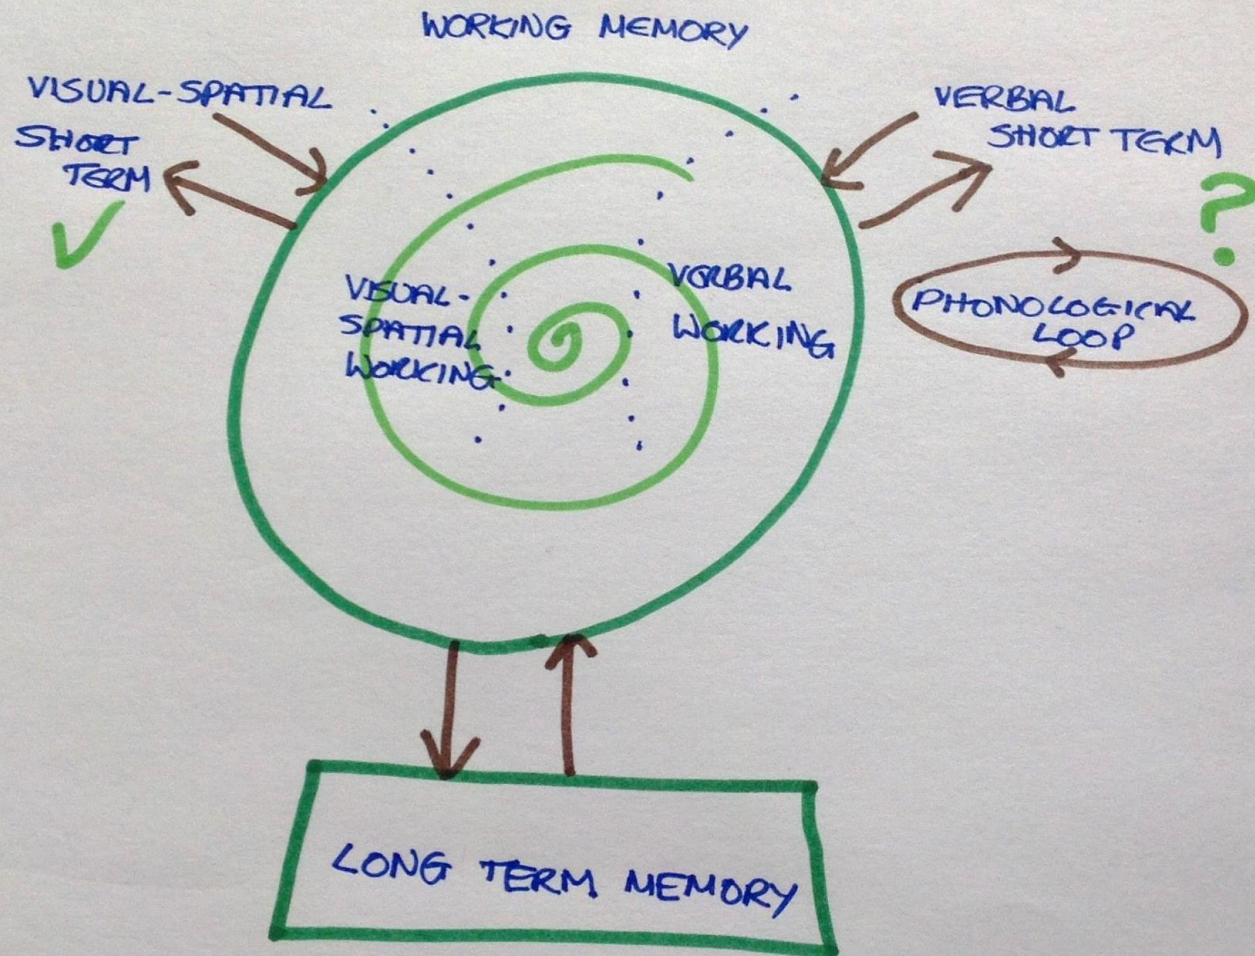 WORKING MEMORY
VISUAL-SPATIAL
SHORT
TERM
VERBAL
SHORT TERM
?
VISUAL-
SPATIAL
WORKING
VERBAL
WORKING
PHONOLOGICAL
LOOP
LONG TERM MEMORY